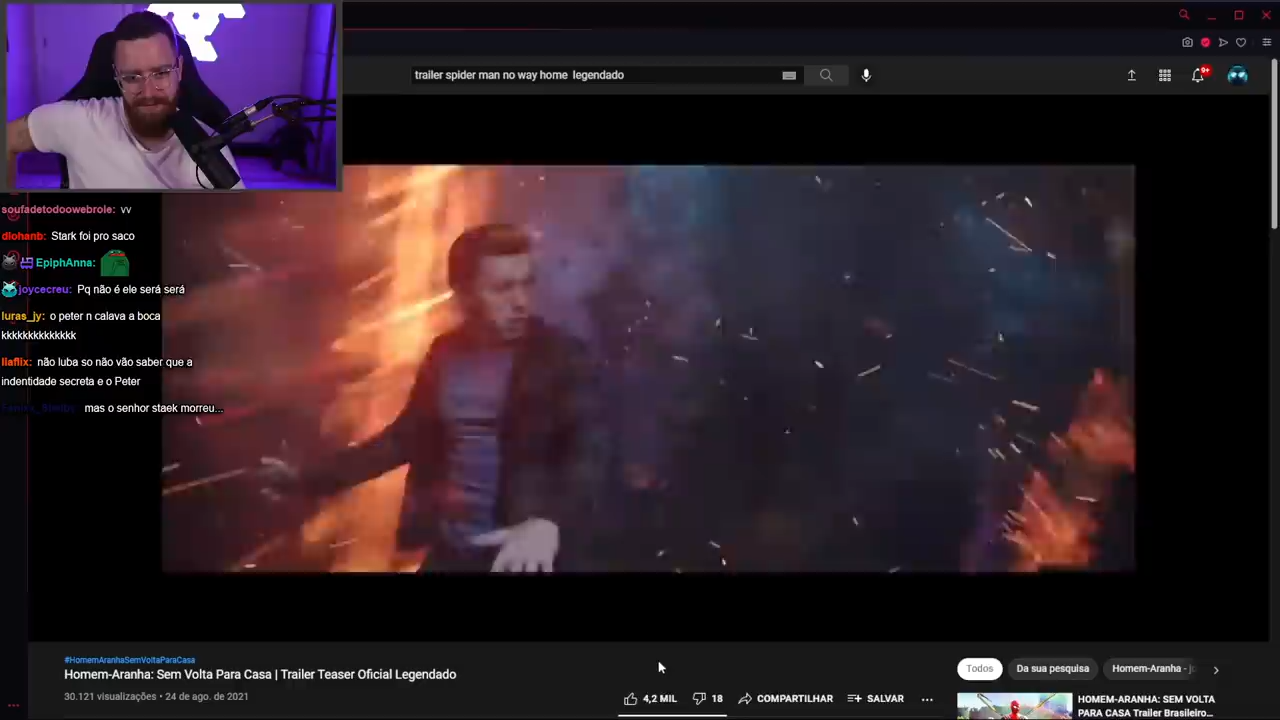 trailer spider man no way home legendado
9+
soufadetodoowebrole: vv
dlohanb: Stark foi pro saco
EpiphAnna:
joycecreu: Pq não é ele será será
luras_jy: o peter n calava a boca
kkkkkkkkkkkkk
liaflix: não luba so não vão saber que a
indentidade secreta e o Peter
mas o senhor staek morreu...
#HomemAranhaSemVoltaParaCasa
Homem-Aranha: Sem Volta Para Casa | Trailer Teaser Oficial Legendado
30.121 visualizações • 24 de ago. de 2021
4,2 MIL
18
COMPARTILHAR
SALVAR
Todos
Da sua pesquisa
Homem-Aranha -
HOMEM-ARANHA: SEM VOLTA
PARA CASA Trailer Brasileiro...